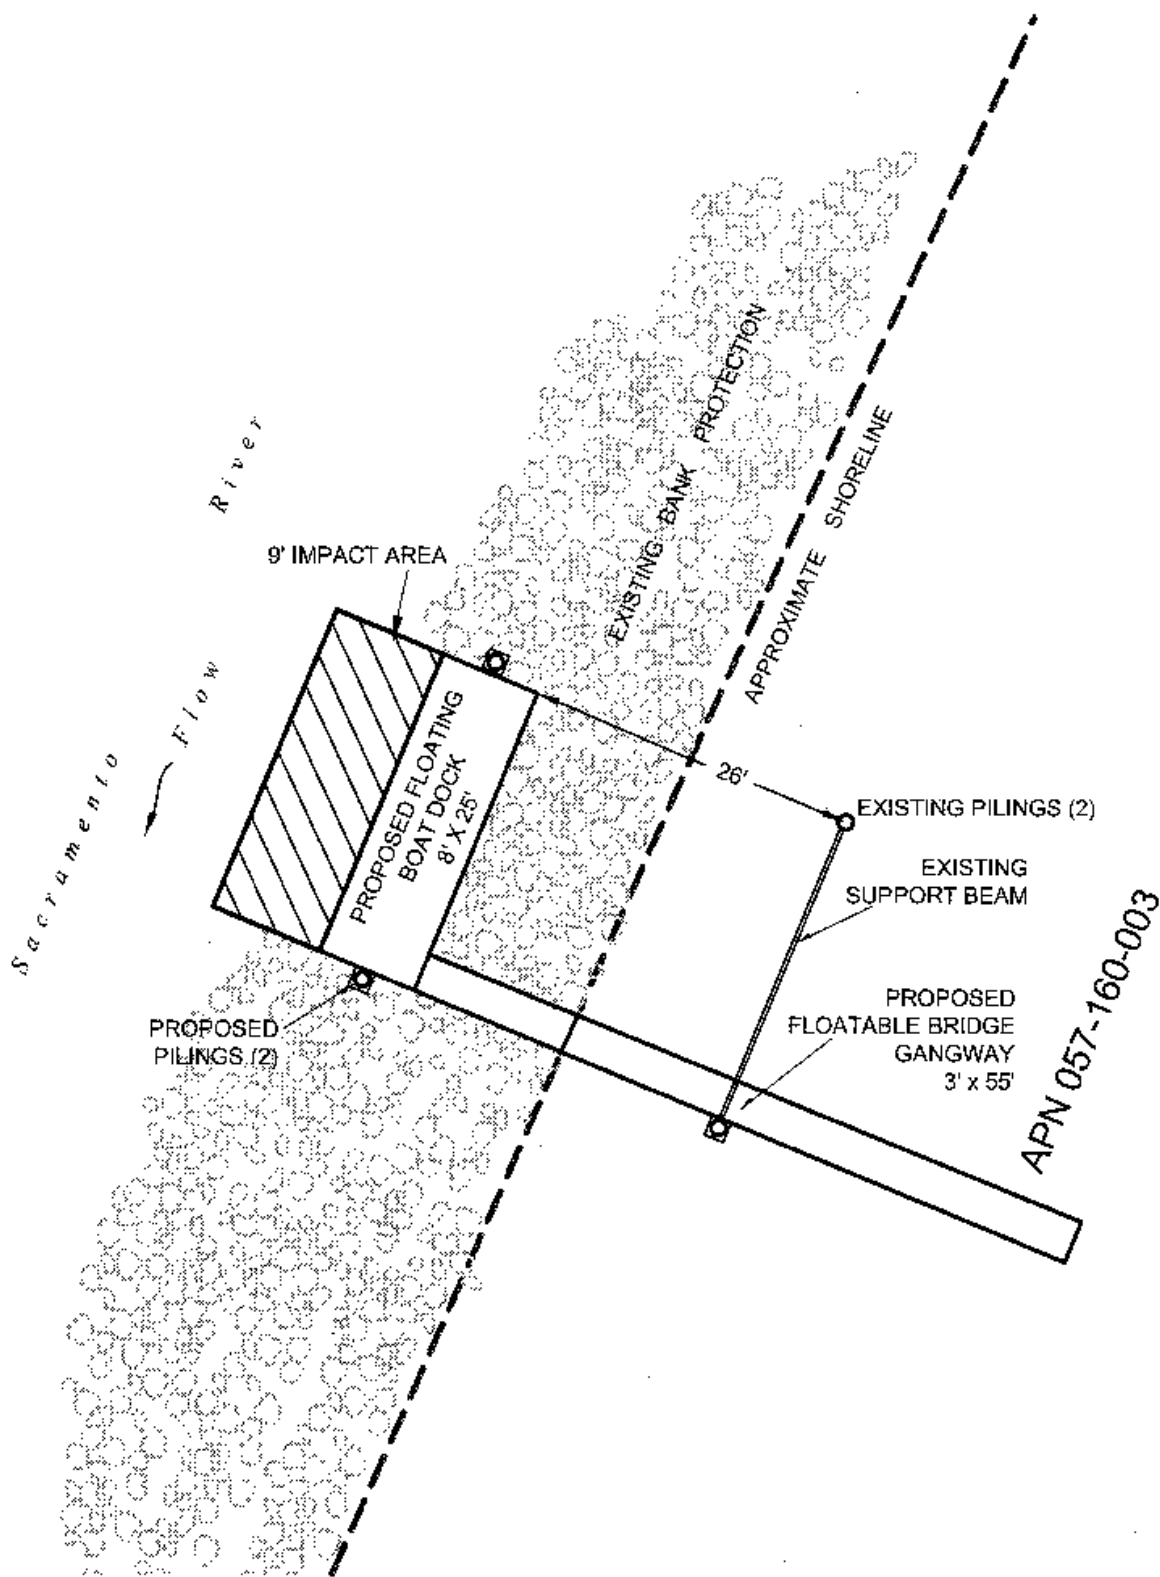 Sacramento River
Flow
9' IMPACT AREA
EXISTING BANK PROTECTION
APPROXIMATE SHORELINE
PROPOSED FLOATING
BOAT DOCK
8' X 25'
26'
EXISTING PILINGS (2)
EXISTING
SUPPORT BEAM
PROPOSED
FLOATABLE BRIDGE
GANGWAY
3' x 55'
PROPOSED
PILINGS (2)
APN 057-160-003